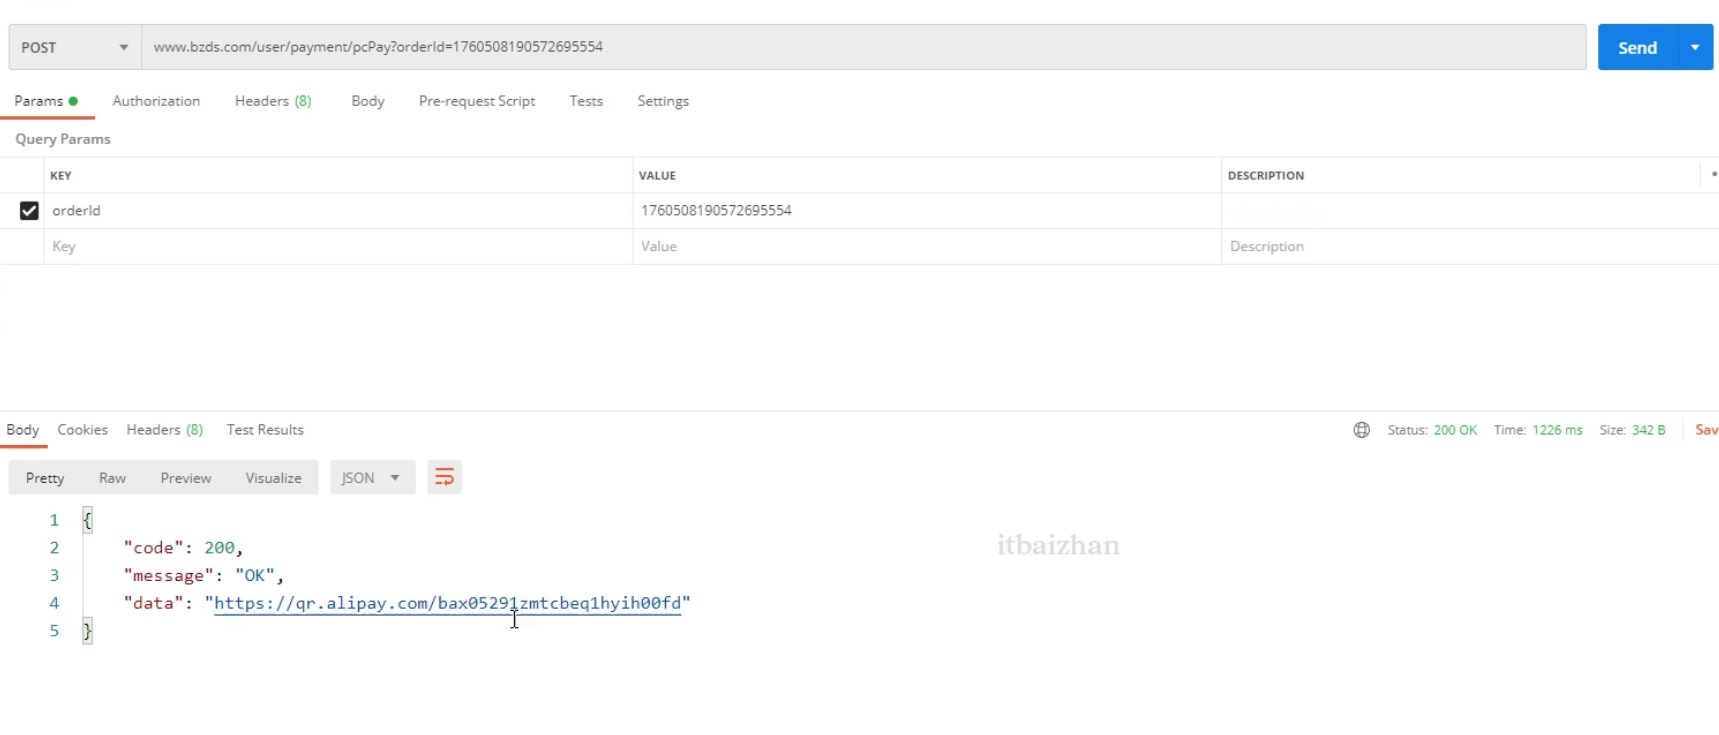 POST www.bzds.com/user/payment/pcPay?orderId=1760508190572695554 Send
Params Authorization Headers (8) Body Pre-request Script Tests Settings
Query Params
KEY VALUE DESCRIPTION
orderId 1760508190572695554
Key Value Description
Body Cookies Headers (8) Test Results Status: 200 OK Time: 1226 ms Size: 342 B Sav
Pretty Raw Preview Visualize JSON
1 {
2 "code": 200,
3 "message": "OK",
4 "data": "https://qr.alipay.com/bax05291zmtcbeq1hyih00fd"
5 }
itbaizhan